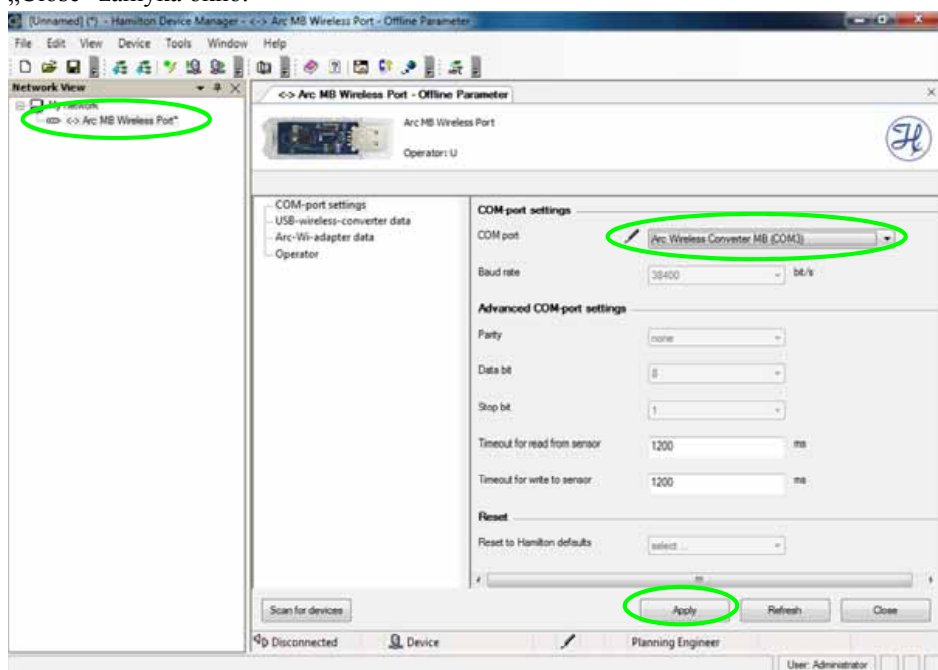 „Close” zamyka okno.
[Unnamed] (*) - Hamilton Device Manager - <-> Arc MB Wireless Port - Offline Parameter
File Edit View Device Tools Window Help
Network View
<-> Arc MB Wireless Port - Offline Parameter
My network
<-> Arc MB Wireless Port*
Arc MB Wireless Port
Operator: U
COM-port settings
USB-wireless-converter data
Arc-Wi-adapter data
Operator
COM-port settings
COM port
Arc Wireless Converter MB (COM3)
Baud rate
38400
bit/s
Advanced COM-port settings
Parity
none
Data bit
8
Stop bit
1
Timeout for read from sensor
1200
ms
Timeout for write to sensor
1200
ms
Reset
Reset to Hamilton defaults
select ...
Scan for devices
Apply
Refresh
Close
Disconnected
Device
Planning Engineer
User: Administrator